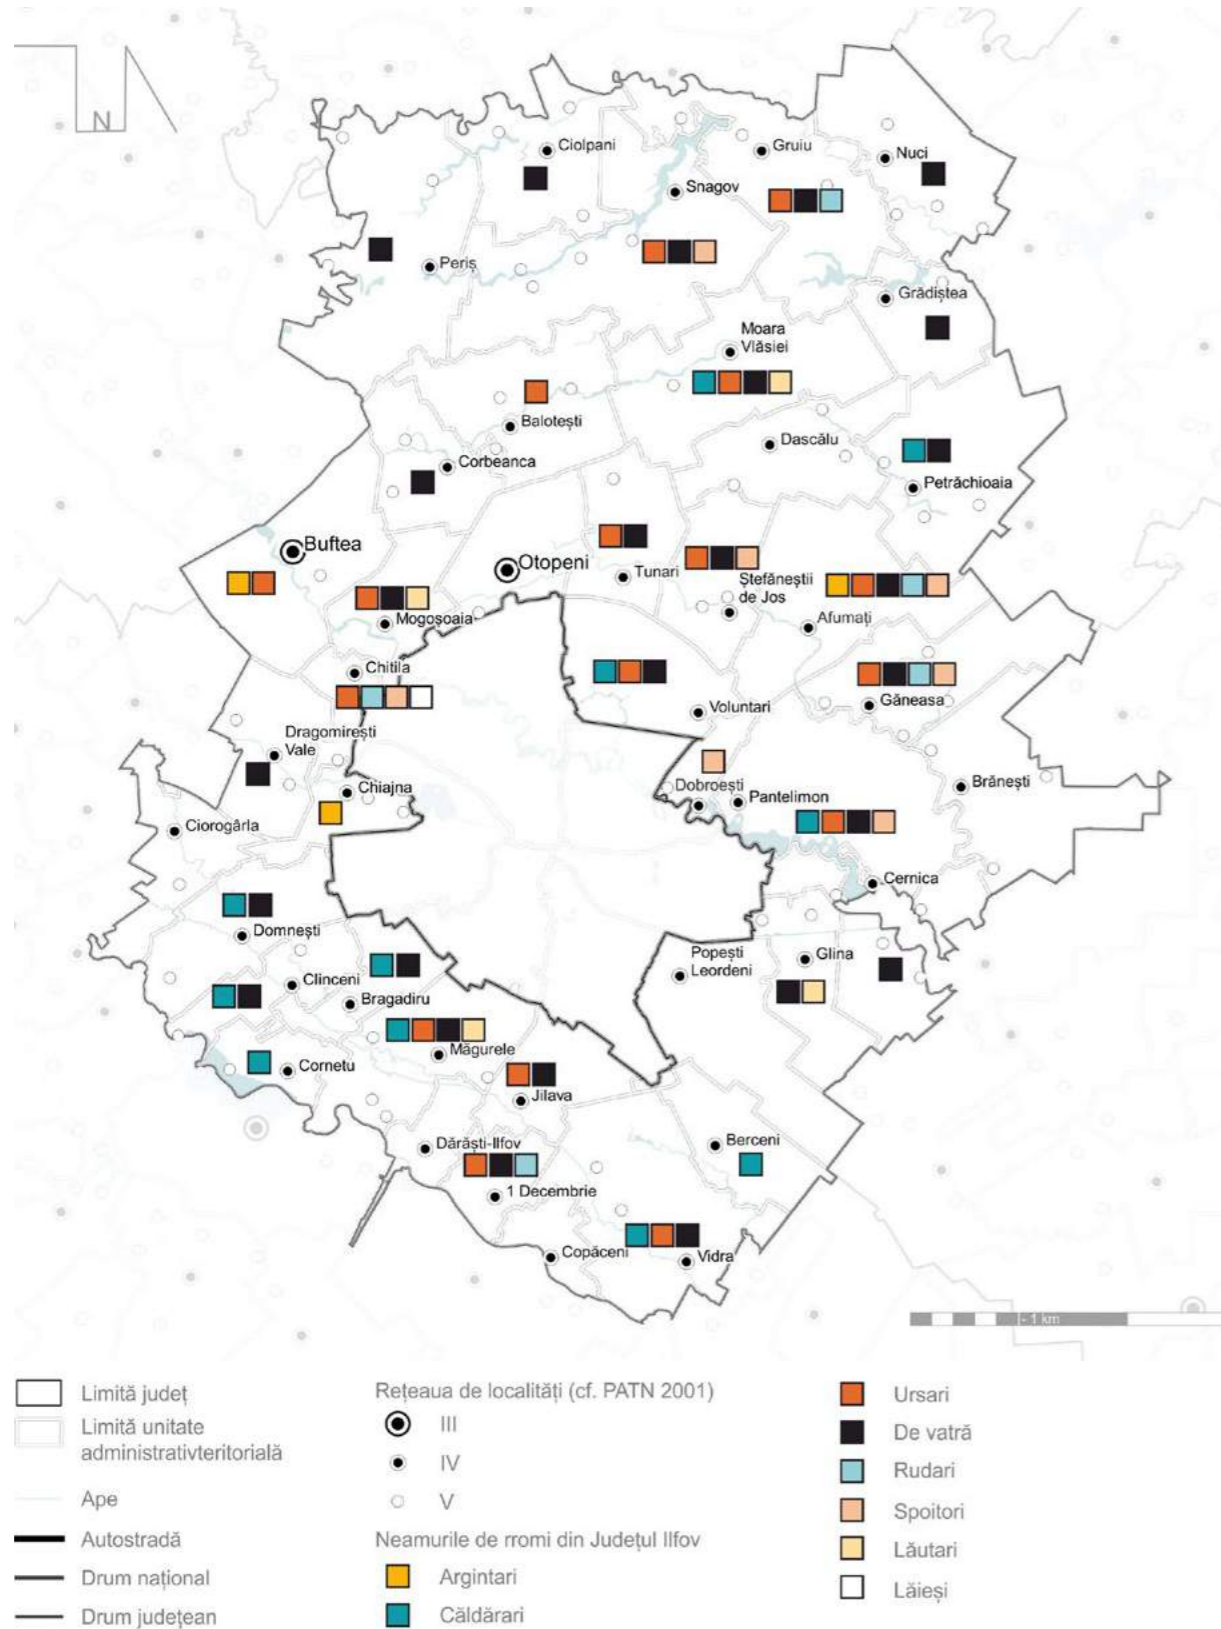 N
Ciolpani
Gruiu
Nuci
Snagov
Periș
Grădiștea
Moara
Vlăsiei
Balotești
Dascălu
Corbeanca
Petrăchioaia
Buftea
Otopeni
Tunari
Ștefăneștii
de Jos
Afumați
Mogoșoaia
Chitila
Găneasa
Voluntari
Dragomirești
Vale
Chiajna
Dobroești
Pantelimon
Brănești
Ciorogârla
Cernica
Domnești
Popești
Leordeni
Glina
Clinceni
Bragadiru
Măgurele
Cornetu
Jilava
Dărăști-Ilfov
Berceni
1 Decembrie
Copăceni
Vidra
1 km
Limită județ
Limită unitate
administrativteritorială
Ape
Autostradă
Drum național
Drum județean
Rețeaua de localități (cf. PATN 2001)
III
IV
V
Neamurile de rromi din Județul Ilfov
Argintari
Căldărari
Ursari
De vatră
Rudari
Spoitori
Lăutari
Lăieși